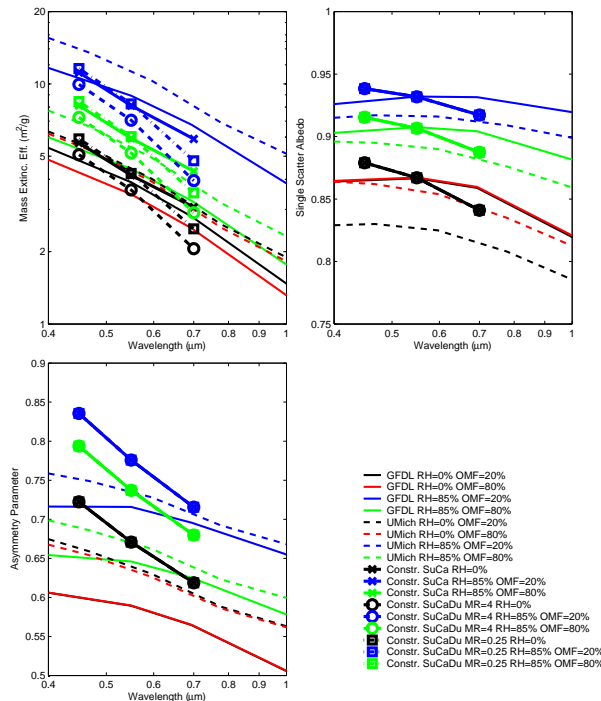 20
10
5
2
1
0.4
0.5
0.6
0.7
0.8
0.9
1
Wavelength (μm)
Mass Extinc. Eff. (m²/g)
0.95
0.9
0.85
0.8
0.75
0.4
0.5
0.6
0.7
0.8
0.9
1
Wavelength (μm)
Single Scatter Albedo
0.9
0.85
0.8
0.75
0.7
0.65
0.6
0.55
0.5
0.4
0.5
0.6
0.7
0.8
0.9
1
Wavelength (μm)
Asymmetry Parameter
GFDL RH=0% OMF=20%
GFDL RH=0% OMF=80%
GFDL RH=85% OMF=20%
GFDL RH=85% OMF=80%
UMich RH=0% OMF=20%
UMich RH=0% OMF=80%
UMich RH=85% OMF=20%
UMich RH=85% OMF=80%
Constr. SuCa RH=0%
Constr. SuCa RH=85% OMF=20%
Constr. SuCa RH=85% OMF=80%
Constr. SuCaDu MR=4 RH=0%
Constr. SuCaDu MR=4 RH=85% OMF=20%
Constr. SuCaDu MR=4 RH=85% OMF=80%
Constr. SuCaDu MR=0.25 RH=0%
Constr. SuCaDu MR=0.25 RH=85% OMF=20%
Constr. SuCaDu MR=0.25 RH=85% OMF=80%